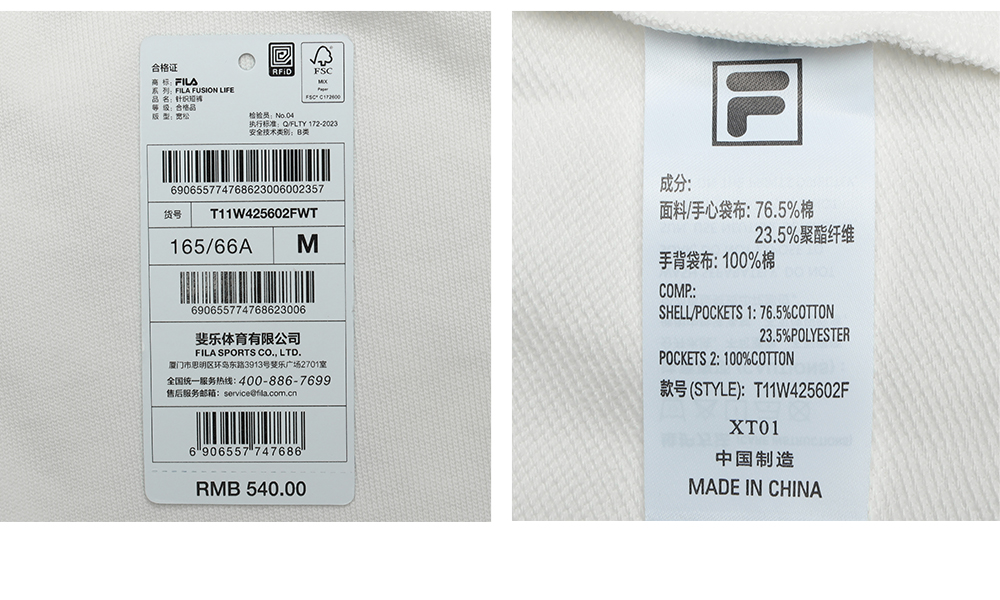 合格证
商 标: FILA
系 列: FILA FUSION LIFE
品 名: 针织短裤
等 级: 合格品
版 型: 宽松
RFID
FSC
MIX
Paper
FSC® C172600
检验员: No.04
执行标准: Q/FLTY 172-2023
安全技术类别: B类
690655774768623006002357
货号 T11W425602FWT
165/66A M
690655774768623006
斐乐体育有限公司
FILA SPORTS CO., LTD.
厦门市思明区环岛东路3913号斐乐广场2701室
全国统一服务热线: 400-886-7699
售后服务邮箱: service@fila.com.cn
6 906557 747686
RMB 540.00
F
成分:
面料/手心袋布: 76.5%棉
23.5%聚酯纤维
手背袋布: 100%棉
COMP.:
SHELL/POCKETS 1: 76.5%COTTON
23.5%POLYESTER
POCKETS 2: 100%COTTON
款号(STYLE): T11W425602F
XT01
中国制造
MADE IN CHINA